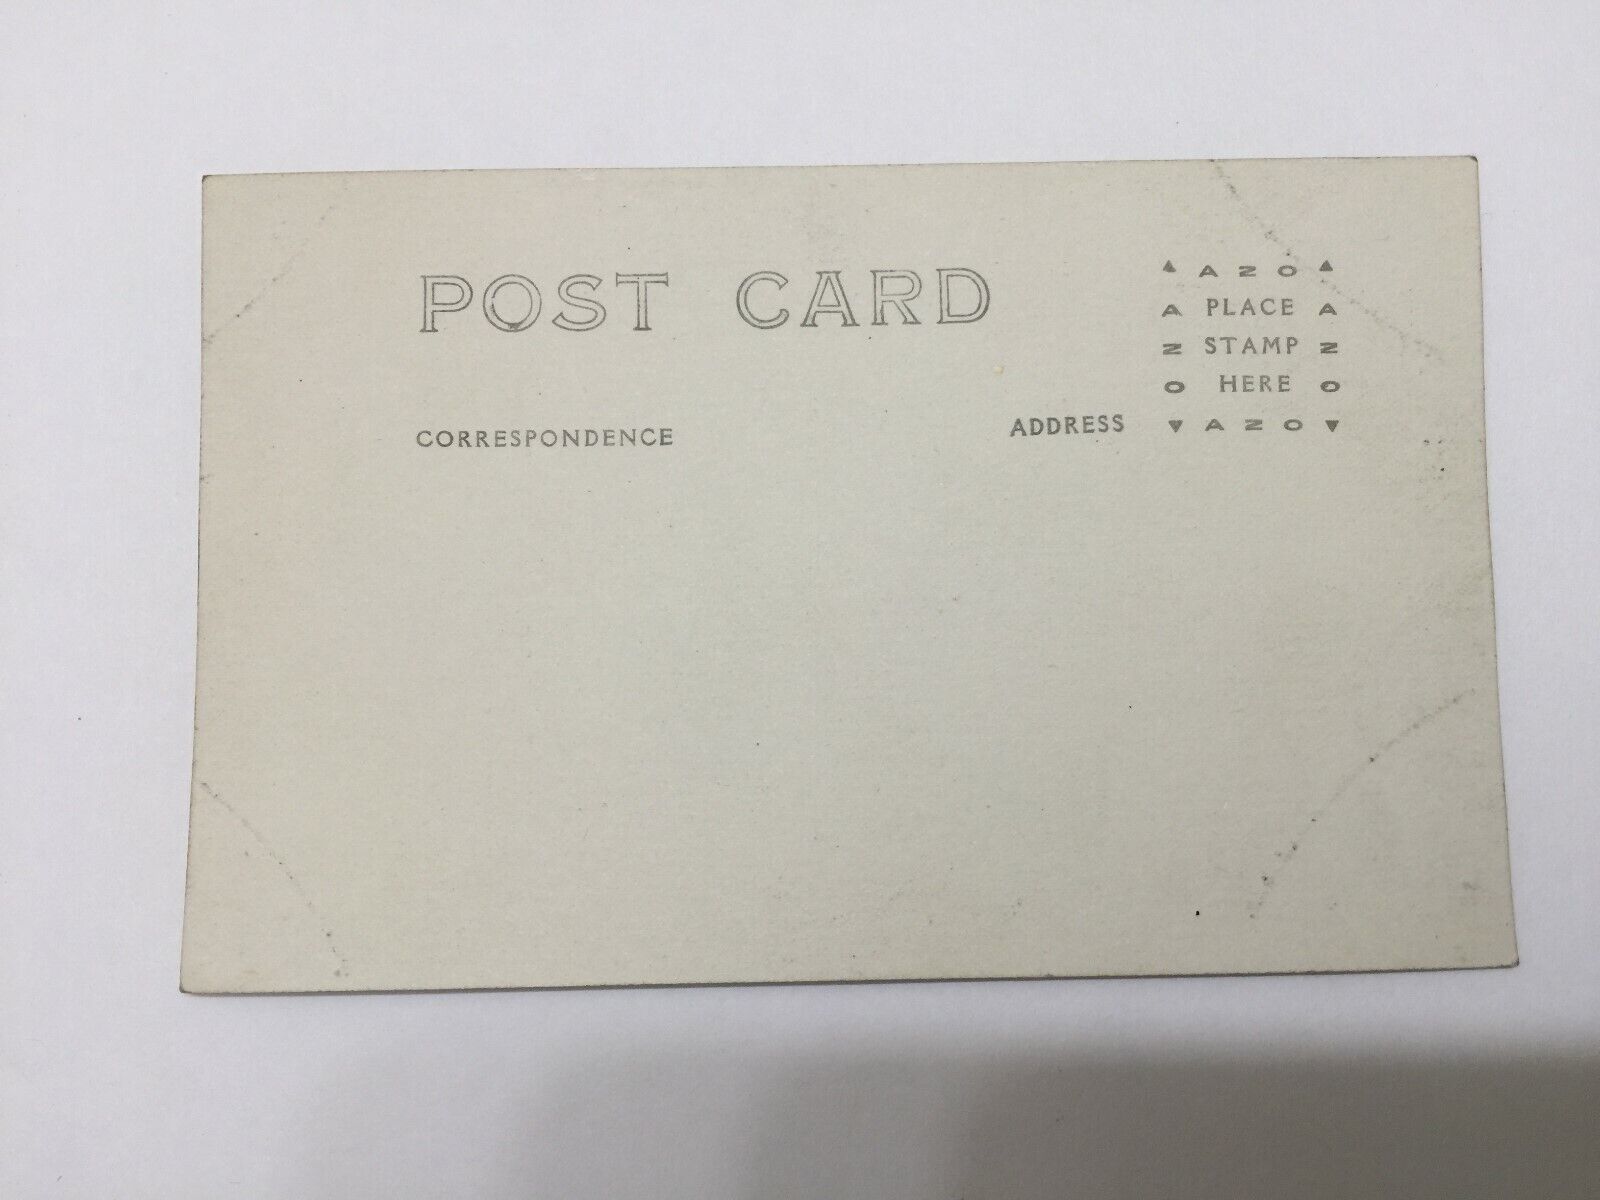 POST CARD
▲ AZO ▲
A PLACE A
Z STAMP Z
O HERE O
▼ AZO ▼
CORRESPONDENCE
ADDRESS